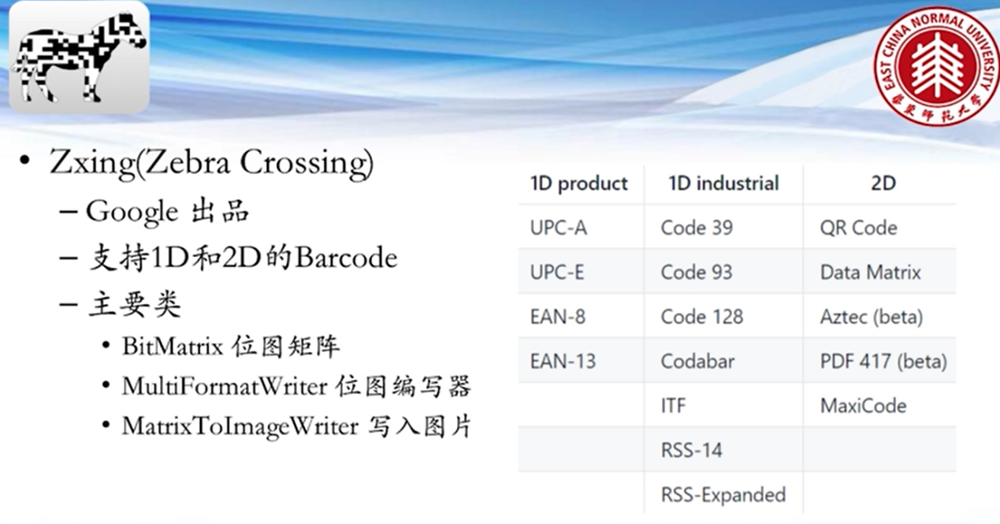 EAST CHINA NORMAL UNIVERSITY
華東師範大學
• Zxing(Zebra Crossing)
– Google 出品
– 支持1D和2D的Barcode
– 主要类
• BitMatrix 位图矩阵
• MultiFormatWriter 位图编写器
• MatrixToImageWriter 写入图片
1D product 1D industrial 2D
UPC-A Code 39 QR Code
UPC-E Code 93 Data Matrix
EAN-8 Code 128 Aztec (beta)
EAN-13 Codabar PDF 417 (beta)
ITF MaxiCode
RSS-14
RSS-Expanded